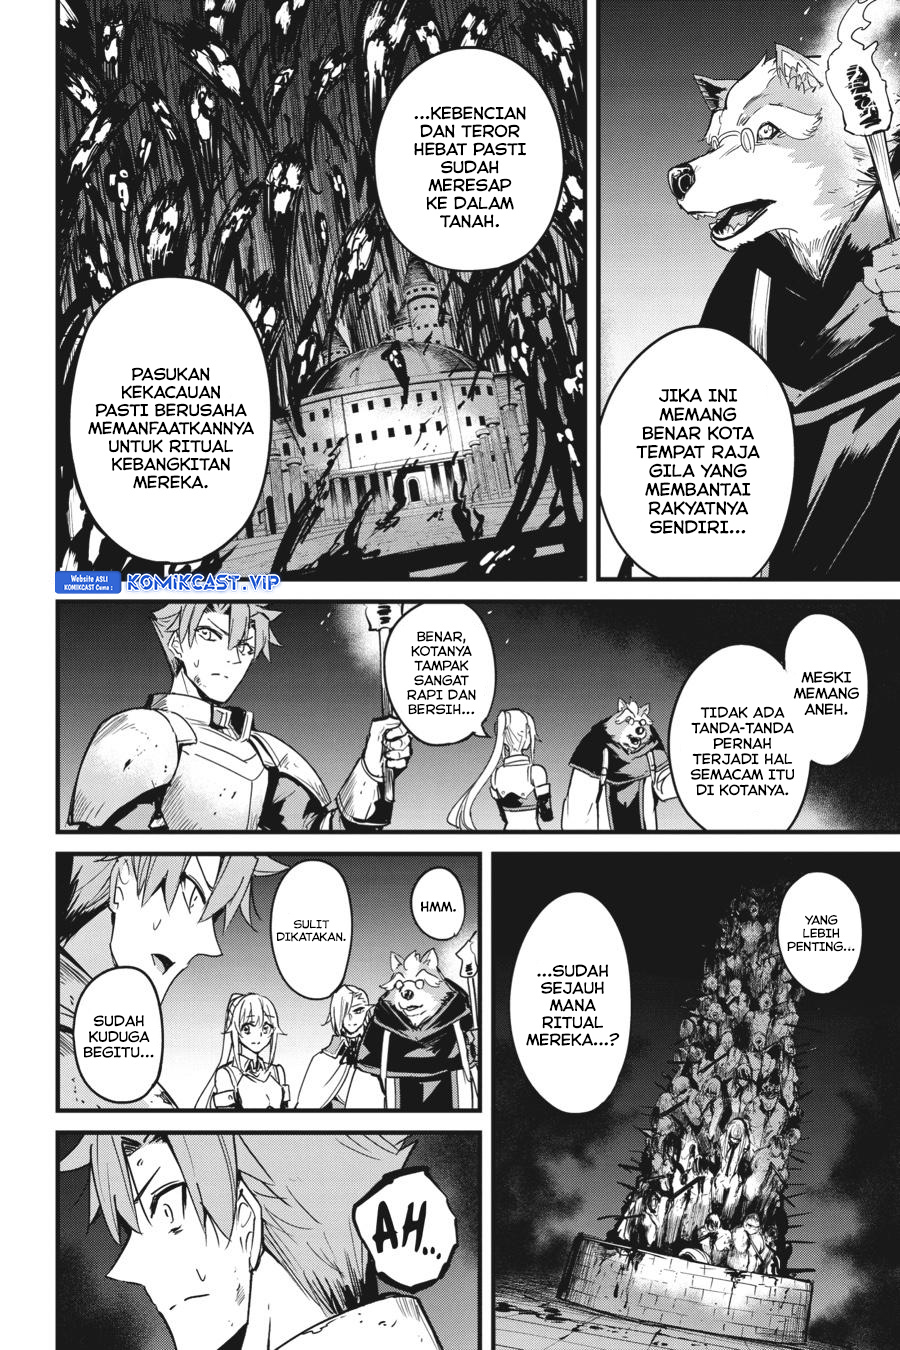 JIKA INI
MEMANG
BENAR KOTA
TEMPAT RAJA
GILA YANG
MEMBANTAI
RAKYATNYA
SENDIRI...
...KEBENCIAN
DAN TEROR
HEBAT PASTI
SUDAH
MERESAP
KE DALAM
TANAH.
PASUKAN
KEKACAUAN
PASTI BERUSAHA
MEMANFAATKANNYA
UNTUK RITUAL
KEBANGKITAN
MEREKA.
Website ASLI
KOMIKCAST Cuma :
KOMIKCAST.VIP
MESKI
MEMANG
ANEH.
TIDAK ADA
TANDA-TANDA
PERNAH
TERJADI HAL
SEMACAM ITU
DI KOTANYA.
BENAR,
KOTANYA
TAMPAK
SANGAT
RAPI DAN
BERSIH...
YANG
LEBIH
PENTING...
...SUDAH
SEJAUH
MANA
RITUAL
MEREKA...?
HMM.
SULIT
DIKATAKAN.
SUDAH
KUDUGA
BEGITU...
AH...